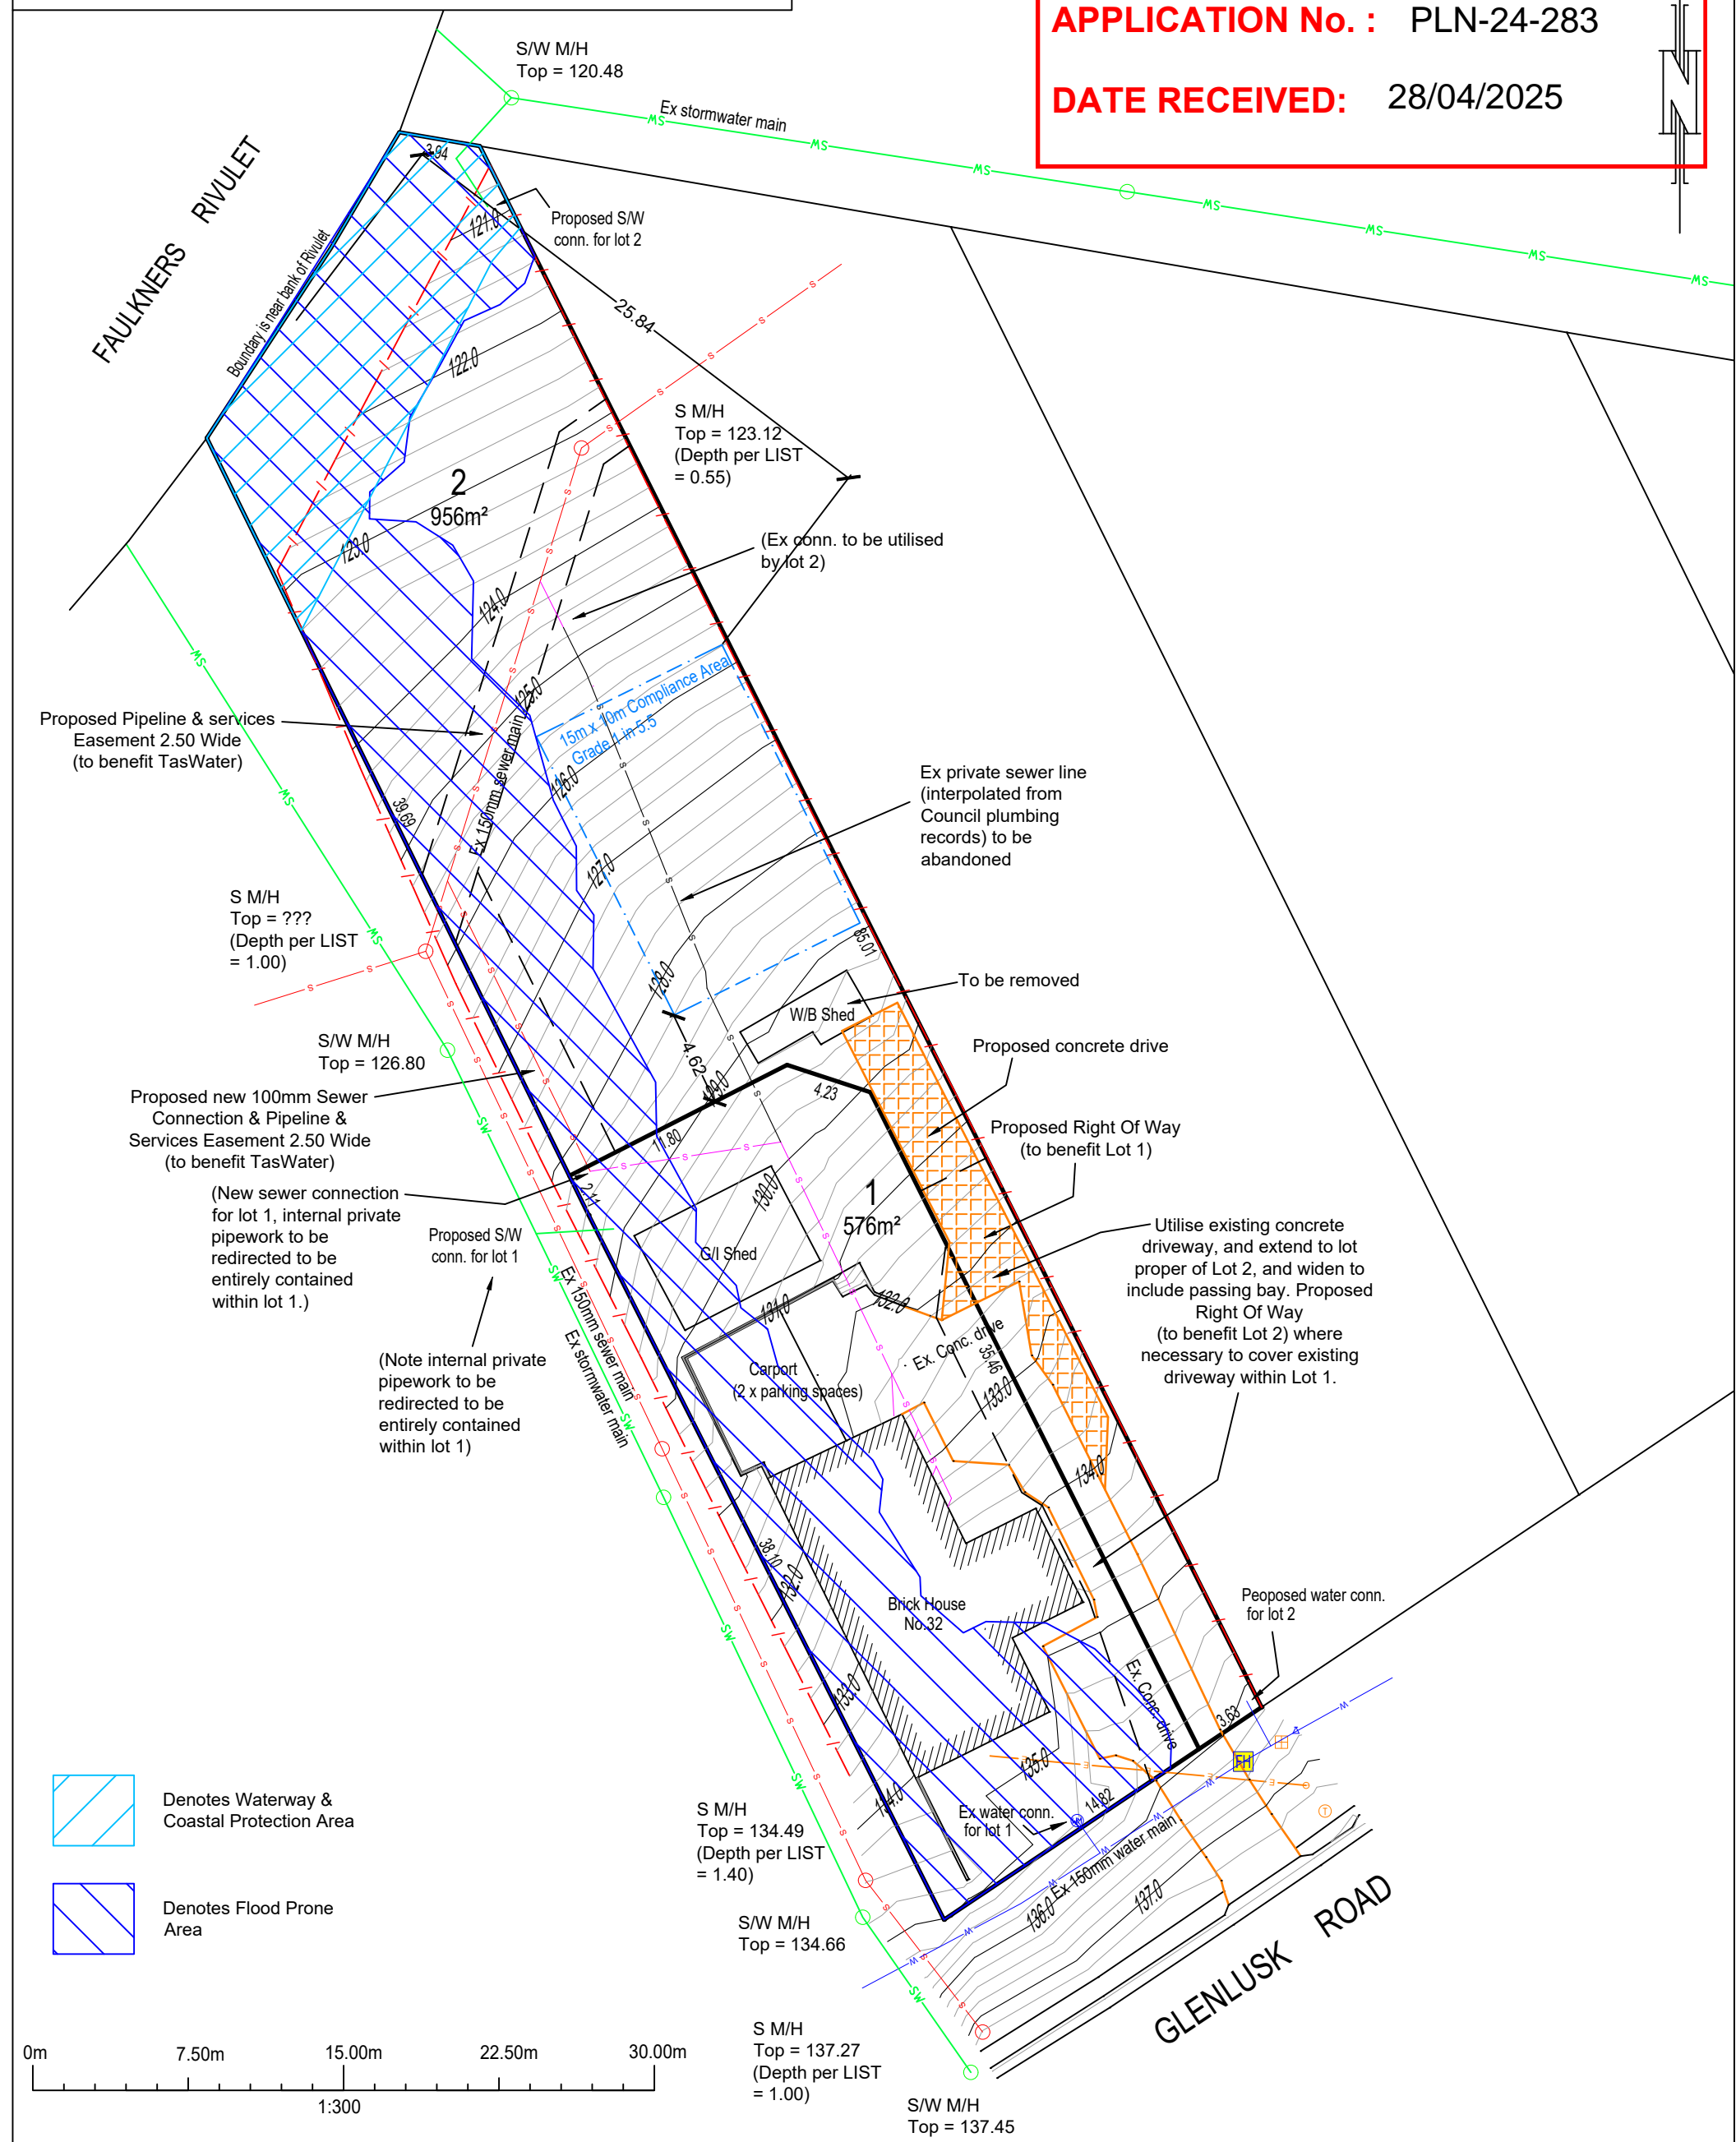 APPLICATION No. : PLN-24-283
DATE RECEIVED: 28/04/2025
N
S/W M/H
Top = 120.48
Ex stormwater main
SW
SW
SW
SW
SW
SW
SW
FAULKNERS RIVULET
Boundary is near bank of Rivulet
3.94
121.0
Proposed S/W
conn. for lot 2
25.84
122.0
S M/H
Top = 123.12
(Depth per LIST
= 0.55)
2
956m²
123.0
(Ex conn. to be utilised
by lot 2)
124.0
125.0
15m x 10m Compliance Area
Grade 1 in 5.5
Proposed Pipeline & services
Easement 2.50 Wide
(to benefit TasWater)
Ex 150mm sewer main
126.0
39.69
127.0
Ex private sewer line
(interpolated from
Council plumbing
records) to be
abandoned
S M/H
Top = ???
(Depth per LIST
= 1.00)
85.01
128.0
To be removed
W/B Shed
S/W M/H
Top = 126.80
4.62
129.0
4.23
Proposed concrete drive
Proposed new 100mm Sewer
Connection & Pipeline &
Services Easement 2.50 Wide
(to benefit TasWater)
11.80
Proposed Right Of Way
(to benefit Lot 1)
(New sewer connection
for lot 1, internal private
pipework to be
redirected to be
entirely contained
within lot 1.)
2.11
130.0
1
576m²
Proposed S/W
conn. for lot 1
G/I Shed
Utilise existing concrete
driveway, and extend to lot
proper of Lot 2, and widen to
include passing bay. Proposed
Right Of Way
(to benefit Lot 2) where
necessary to cover existing
driveway within Lot 1.
Ex 150mm sewer main
Ex stormwater main
131.0
132.0
Ex. Conc. drive
35.46
133.0
(Note internal private
pipework to be
redirected to be
entirely contained
within lot 1)
Carport
(2 x parking spaces)
134.0
38.10
132.0
Brick House
No.32
Peoposed water conn.
for lot 2
133.0
Ex. Conc. drive
3.63
FH
135.0
134.0
14.82
Ex water conn.
for lot 1
Ex 150mm water main
136.0
137.0
S M/H
Top = 134.49
(Depth per LIST
= 1.40)
S/W M/H
Top = 134.66
GLENLUSK ROAD
Denotes Waterway &
Coastal Protection Area
Denotes Flood Prone
Area
S M/H
Top = 137.27
(Depth per LIST
= 1.00)
S/W M/H
Top = 137.45
0m 7.50m 15.00m 22.50m 30.00m
1:300